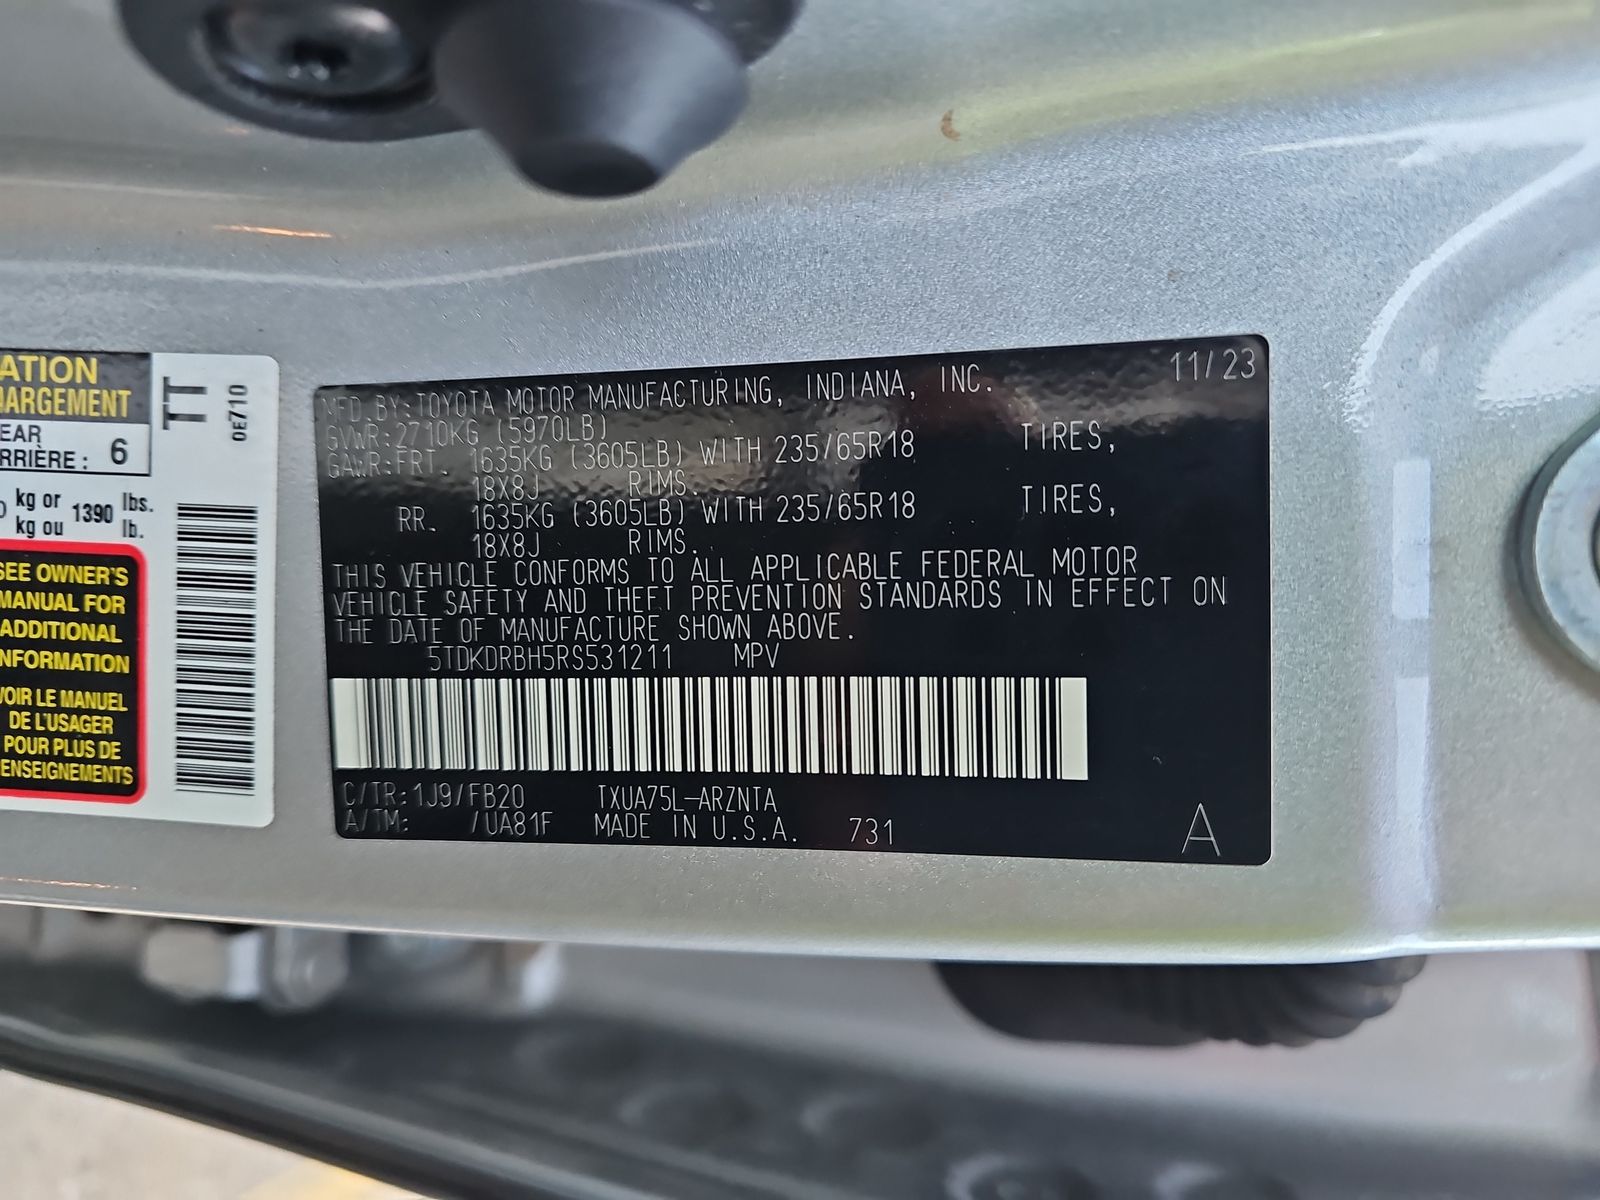 ATION
ARGEMENT
EAR
RRIÈRE : 6
kg or 1390 lbs.
kg ou lb.
SEE OWNER'S
MANUAL FOR
ADDITIONAL
NFORMATION
VOIR LE MANUEL
DE L'USAGER
POUR PLUS DE
ENSEIGNEMENTS
TT
0E710
MFD.BY:TOYOTA MOTOR MANUFACTURING, INDIANA, INC. 11/23
GVWR:2710KG (5970LB)
GAWR:FRT. 1635KG (3605LB) WITH 235/65R18 TIRES,
18X8J RIMS.
RR. 1635KG (3605LB) WITH 235/65R18 TIRES,
18X8J RIMS.
THIS VEHICLE CONFORMS TO ALL APPLICABLE FEDERAL MOTOR
VEHICLE SAFETY AND THEFT PREVENTION STANDARDS IN EFFECT ON
THE DATE OF MANUFACTURE SHOWN ABOVE.
5TDKDRBH5RS531211 MPV
C/TR:1J9/FB20 TXUA75L-ARZNTA
A/TM: /UA81F MADE IN U.S.A. 731 A